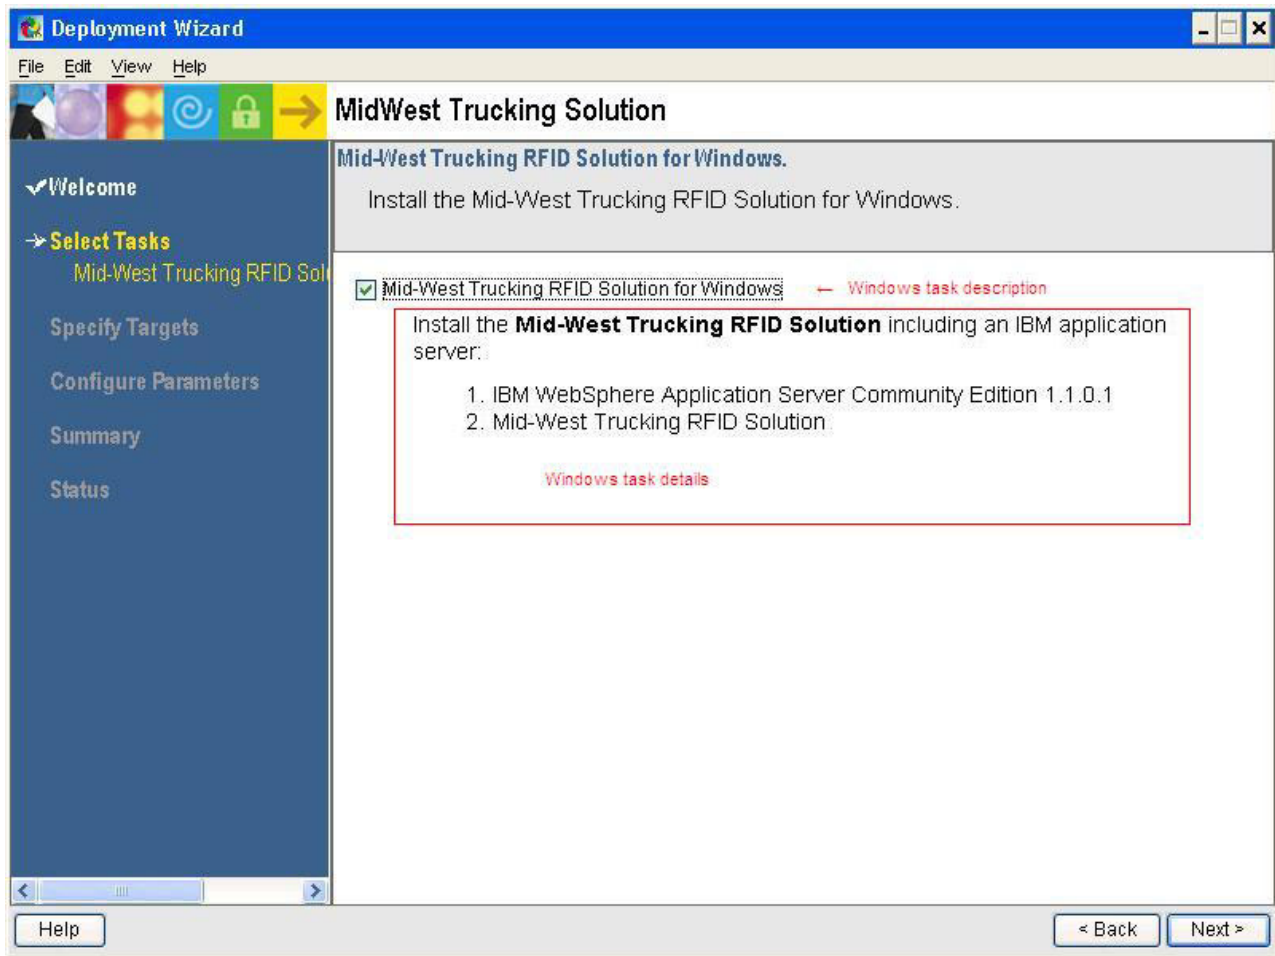 Deployment Wizard
File Edit View Help
MidWest Trucking Solution
Mid-West Trucking RFID Solution for Windows.
Install the Mid-West Trucking RFID Solution for Windows.
Welcome
Select Tasks
Mid-West Trucking RFID Solu
Specify Targets
Configure Parameters
Summary
Status
Mid-West Trucking RFID Solution for Windows ← Windows task description
Install the Mid-West Trucking RFID Solution including an IBM application
server:
1. IBM WebSphere Application Server Community Edition 1.1.0.1
2. Mid-West Trucking RFID Solution
Windows task details
Help
< Back Next >